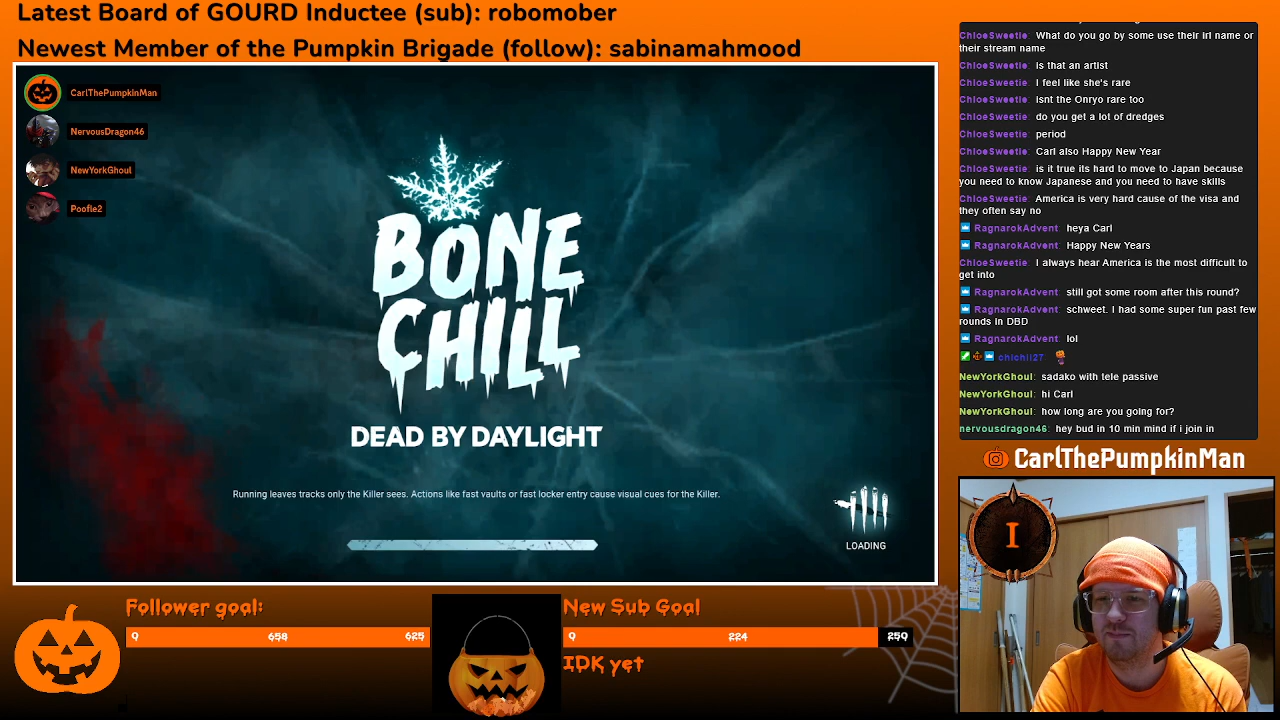 Latest Board of GOURD Inductee (sub): robomober
Newest Member of the Pumpkin Brigade (follow): sabinamahmood
CarlThePumpkinMan
NervousDragon46
NewYorkGhoul
Poofle2
BONE
CHILL
DEAD BY DAYLIGHT
Running leaves tracks only the Killer sees. Actions like fast vaults or fast locker entry cause visual cues for the Killer.
LOADING
ChloeSweetie: What do you go by some use their irl name or
their stream name
ChloeSweetie: Is that an artist
ChloeSweetie: I feel like she's rare
ChloeSweetie: Isnt the Onryo rare too
ChloeSweetie: do you get a lot of dredges
ChloeSweetie: period
ChloeSweetie: Carl also Happy New Year
ChloeSweetie: is it true its hard to move to Japan because
you need to know Japanese and you need to have skills
ChloeSweetie: America is very hard cause of the visa and
they often say no
RagnarokAdvent: heya Carl
RagnarokAdvent: Happy New Years
ChloeSweetie: I always hear America is the most difficult to
get into
RagnarokAdvent: still got some room after this round?
RagnarokAdvent: schweet. I had some super fun past few
rounds in DBD
RagnarokAdvent: lol
chichii27:
NewYorkGhoul: sadako with tele passive
NewYorkGhoul: hi Carl
NewYorkGhoul: how long are you going for?
nervousdragon46: hey bud in 10 min mind if i join in
CarlThePumpkinMan
I
Follower goal:
0 658 625
New Sub Goal
0 224 250
IDK yet